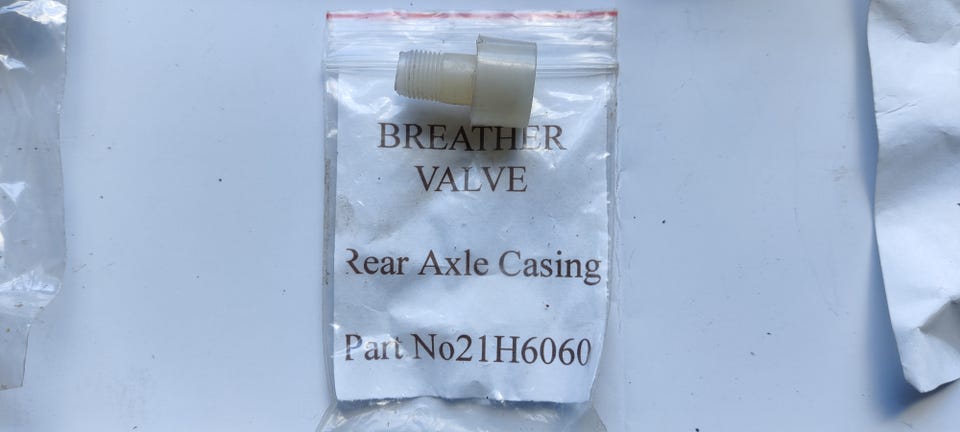 BREATHER
VALVE
Rear Axle Casing
Part No21H6060